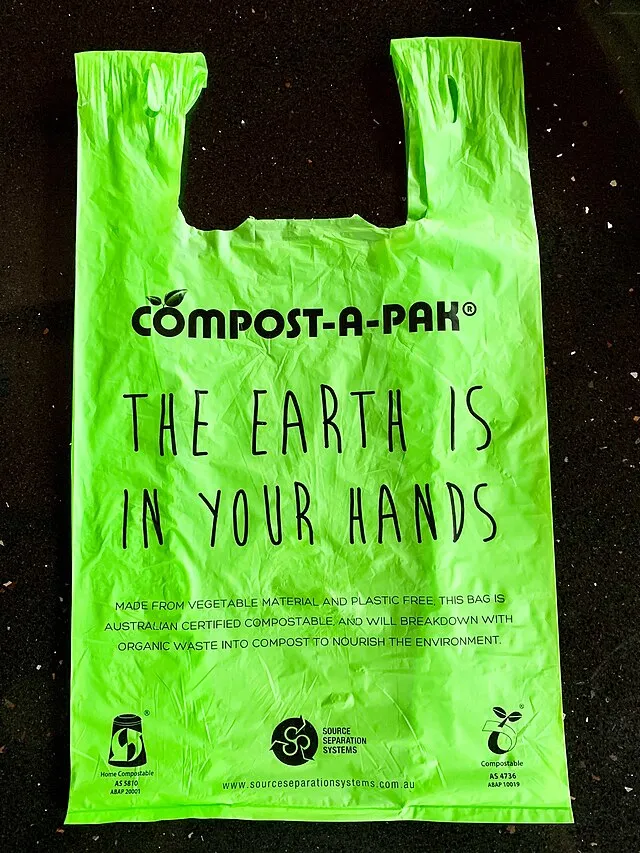 COMPOST-A-PAK®
THE EARTH IS
IN YOUR HANDS
MADE FROM VEGETABLE MATERIAL AND PLASTIC FREE, THIS BAG IS
AUSTRALIAN CERTIFIED COMPOSTABLE, AND WILL BREAKDOWN WITH
ORGANIC WASTE INTO COMPOST TO NOURISH THE ENVIRONMENT.
®
Home Compostable
AS 5810
ABAP 20001
SOURCE
SEPARATION
SYSTEMS
www.sourceseparationsystems.com.au
®
Compostable
AS 4736
ABAP 10019